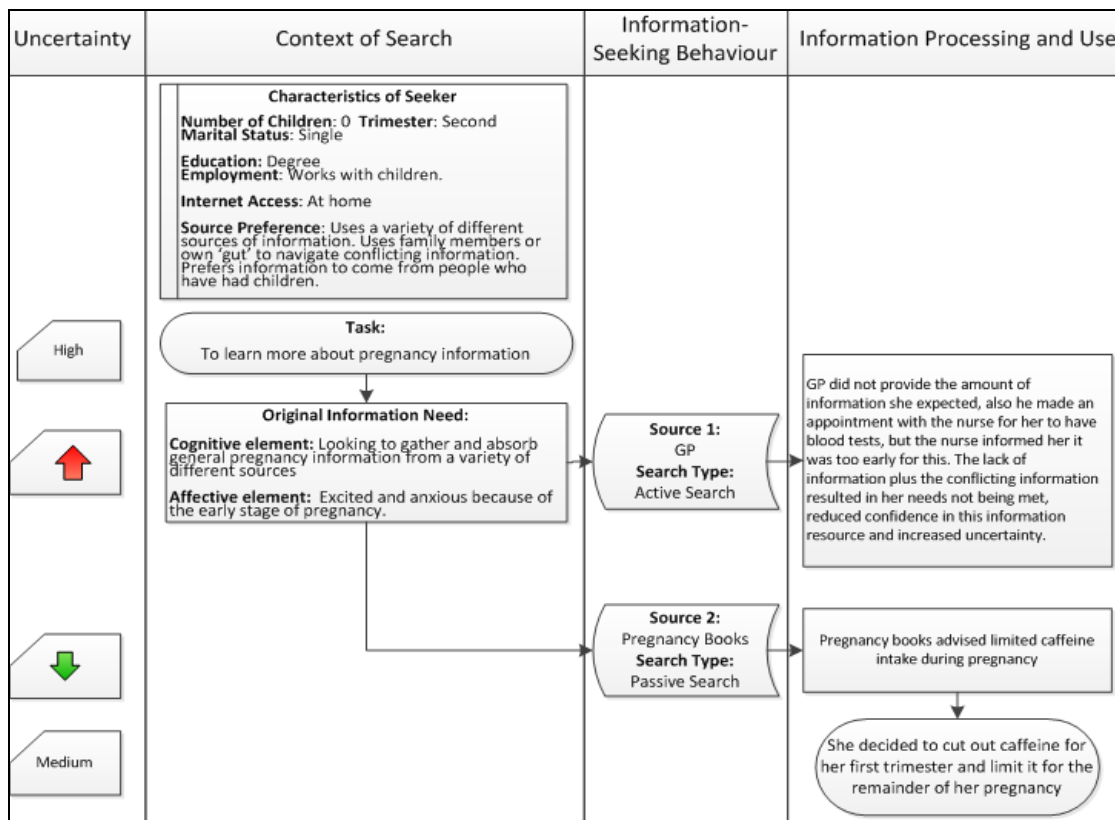 Uncertainty
Context of Search
Information-
Seeking Behaviour
Information Processing and Use
Characteristics of Seeker
Number of Children: 0 Trimester: Second
Marital Status: Single
Education: Degree
Employment: Works with children.
Internet Access: At home
Source Preference: Uses a variety of different
sources of information. Uses family members or
own 'gut' to navigate conflicting information.
Prefers information to come from people who
have had children.
High
Task:
To learn more about pregnancy information
Original Information Need:
Cognitive element: Looking to gather and absorb
general pregnancy information from a variety of
different sources
Affective element: Excited and anxious because of
the early stage of pregnancy.
Source 1:
GP
Search Type:
Active Search
GP did not provide the amount of
information she expected, also he made an
appointment with the nurse for her to have
blood tests, but the nurse informed her it
was too early for this. The lack of
information plus the conflicting information
resulted in her needs not being met,
reduced confidence in this information
resource and increased uncertainty.
Source 2:
Pregnancy Books
Search Type:
Passive Search
Pregnancy books advised limited caffeine
intake during pregnancy
Medium
She decided to cut out caffeine for
her first trimester and limit it for the
remainder of her pregnancy